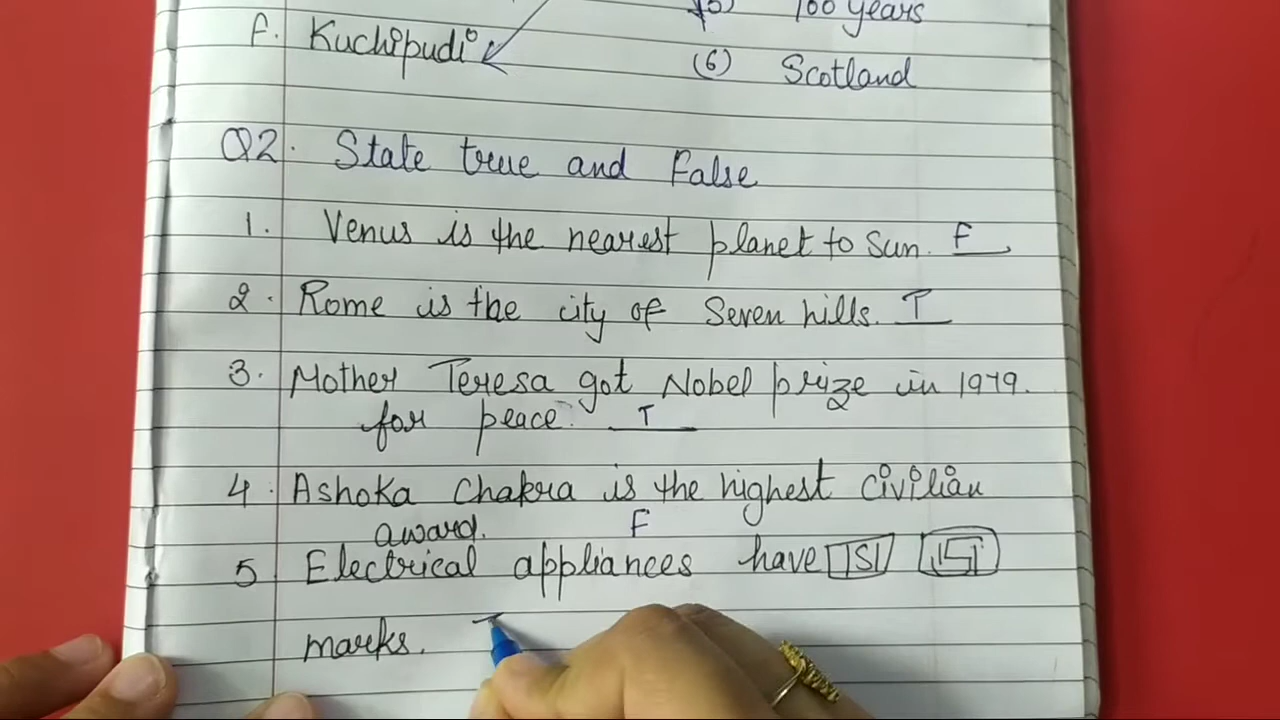 (5) 100 years
F. Kuchipudi
(6) Scotland
Q2. State true and False
1. Venus is the nearest planet to Sun. F
2. Rome is the city of Seven hills. T
3. Mother Teresa got Nobel prize in 1979.
for peace. T
4. Ashoka Chakra is the highest Civilian
award. F
5 Electrical appliances have ISI
marks. T